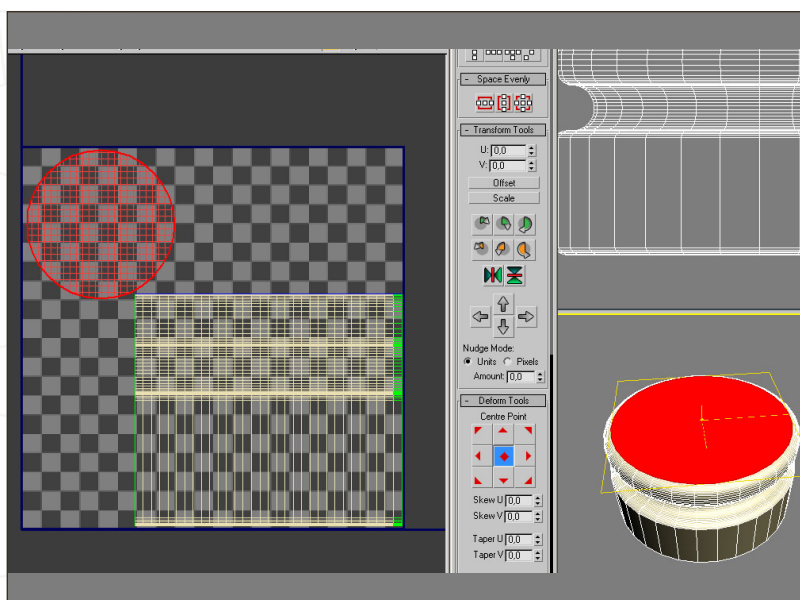 - Space Evenly
- Transform Tools
U: 0,0
V: 0,0
Offset
Scale
Nudge Mode:
Units Pixels
Amount: 0,0
- Deform Tools
Centre Point
Skew U 0,0
Skew V 0,0
Taper U 0,0
Taper V 0,0